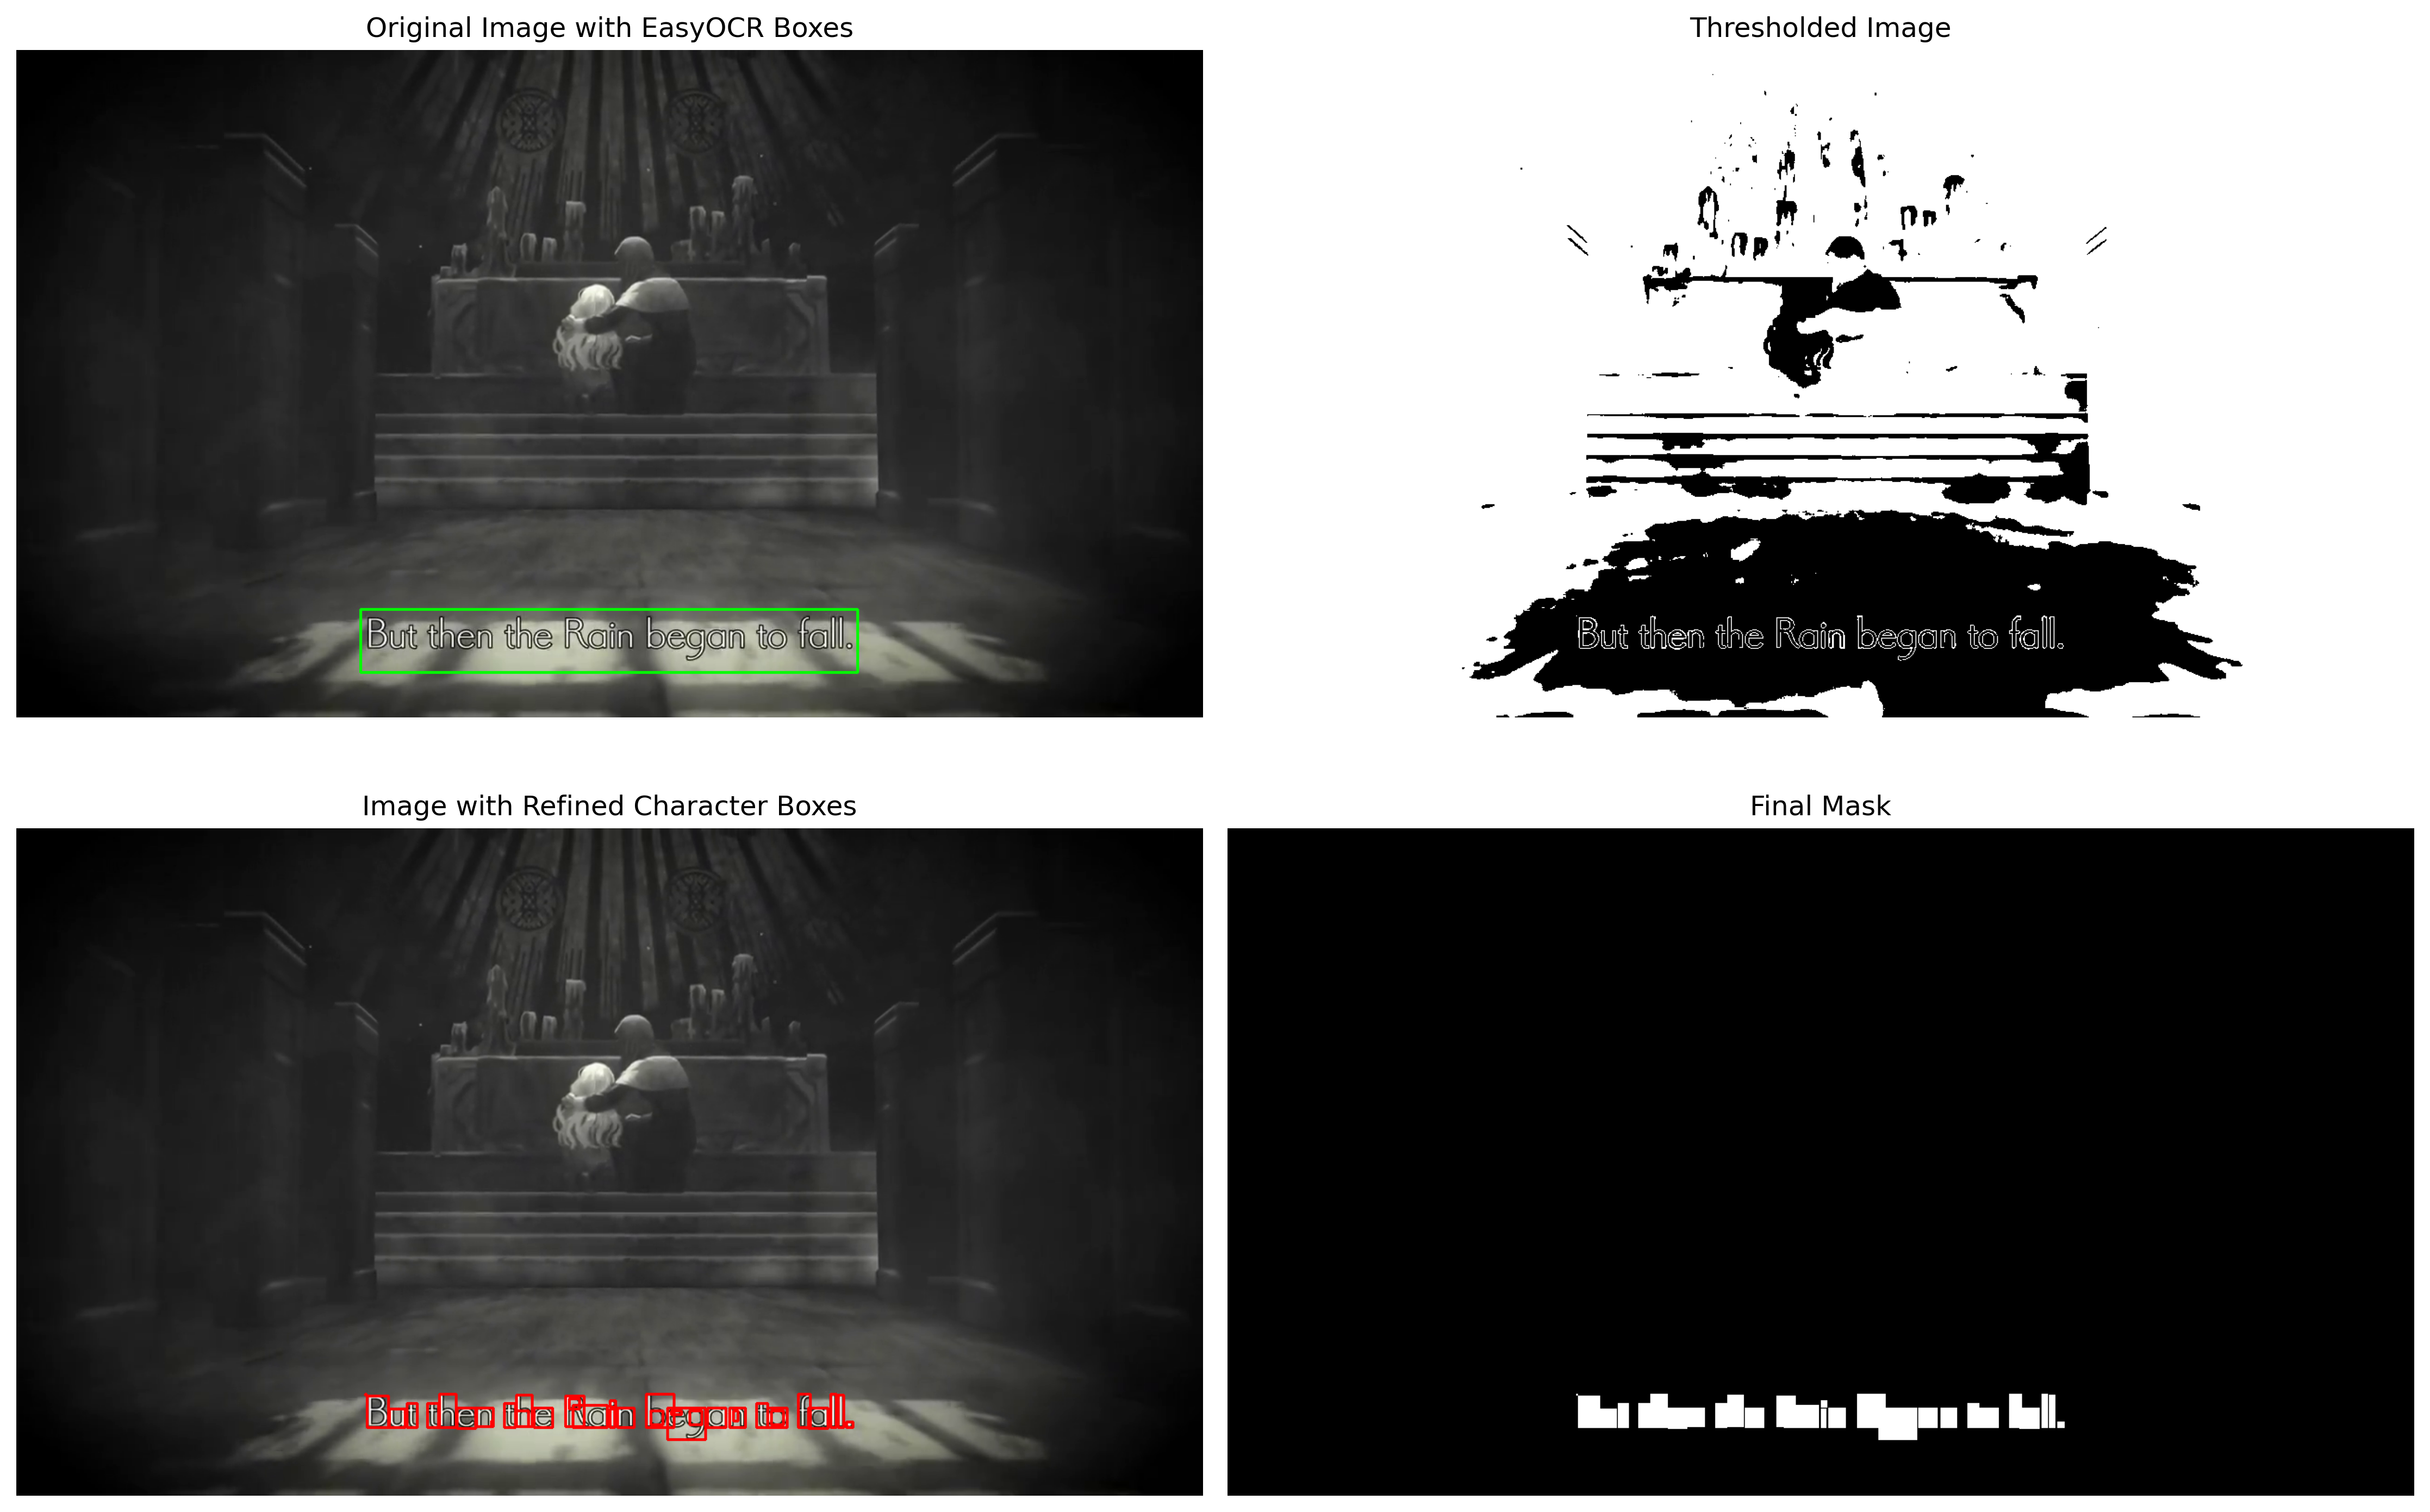 Original Image with EasyOCR Boxes
Thresholded Image
But then the Rain began to fall.
But then the Rain began to fall.
Image with Refined Character Boxes
Final Mask
But then the Rain began to fall.